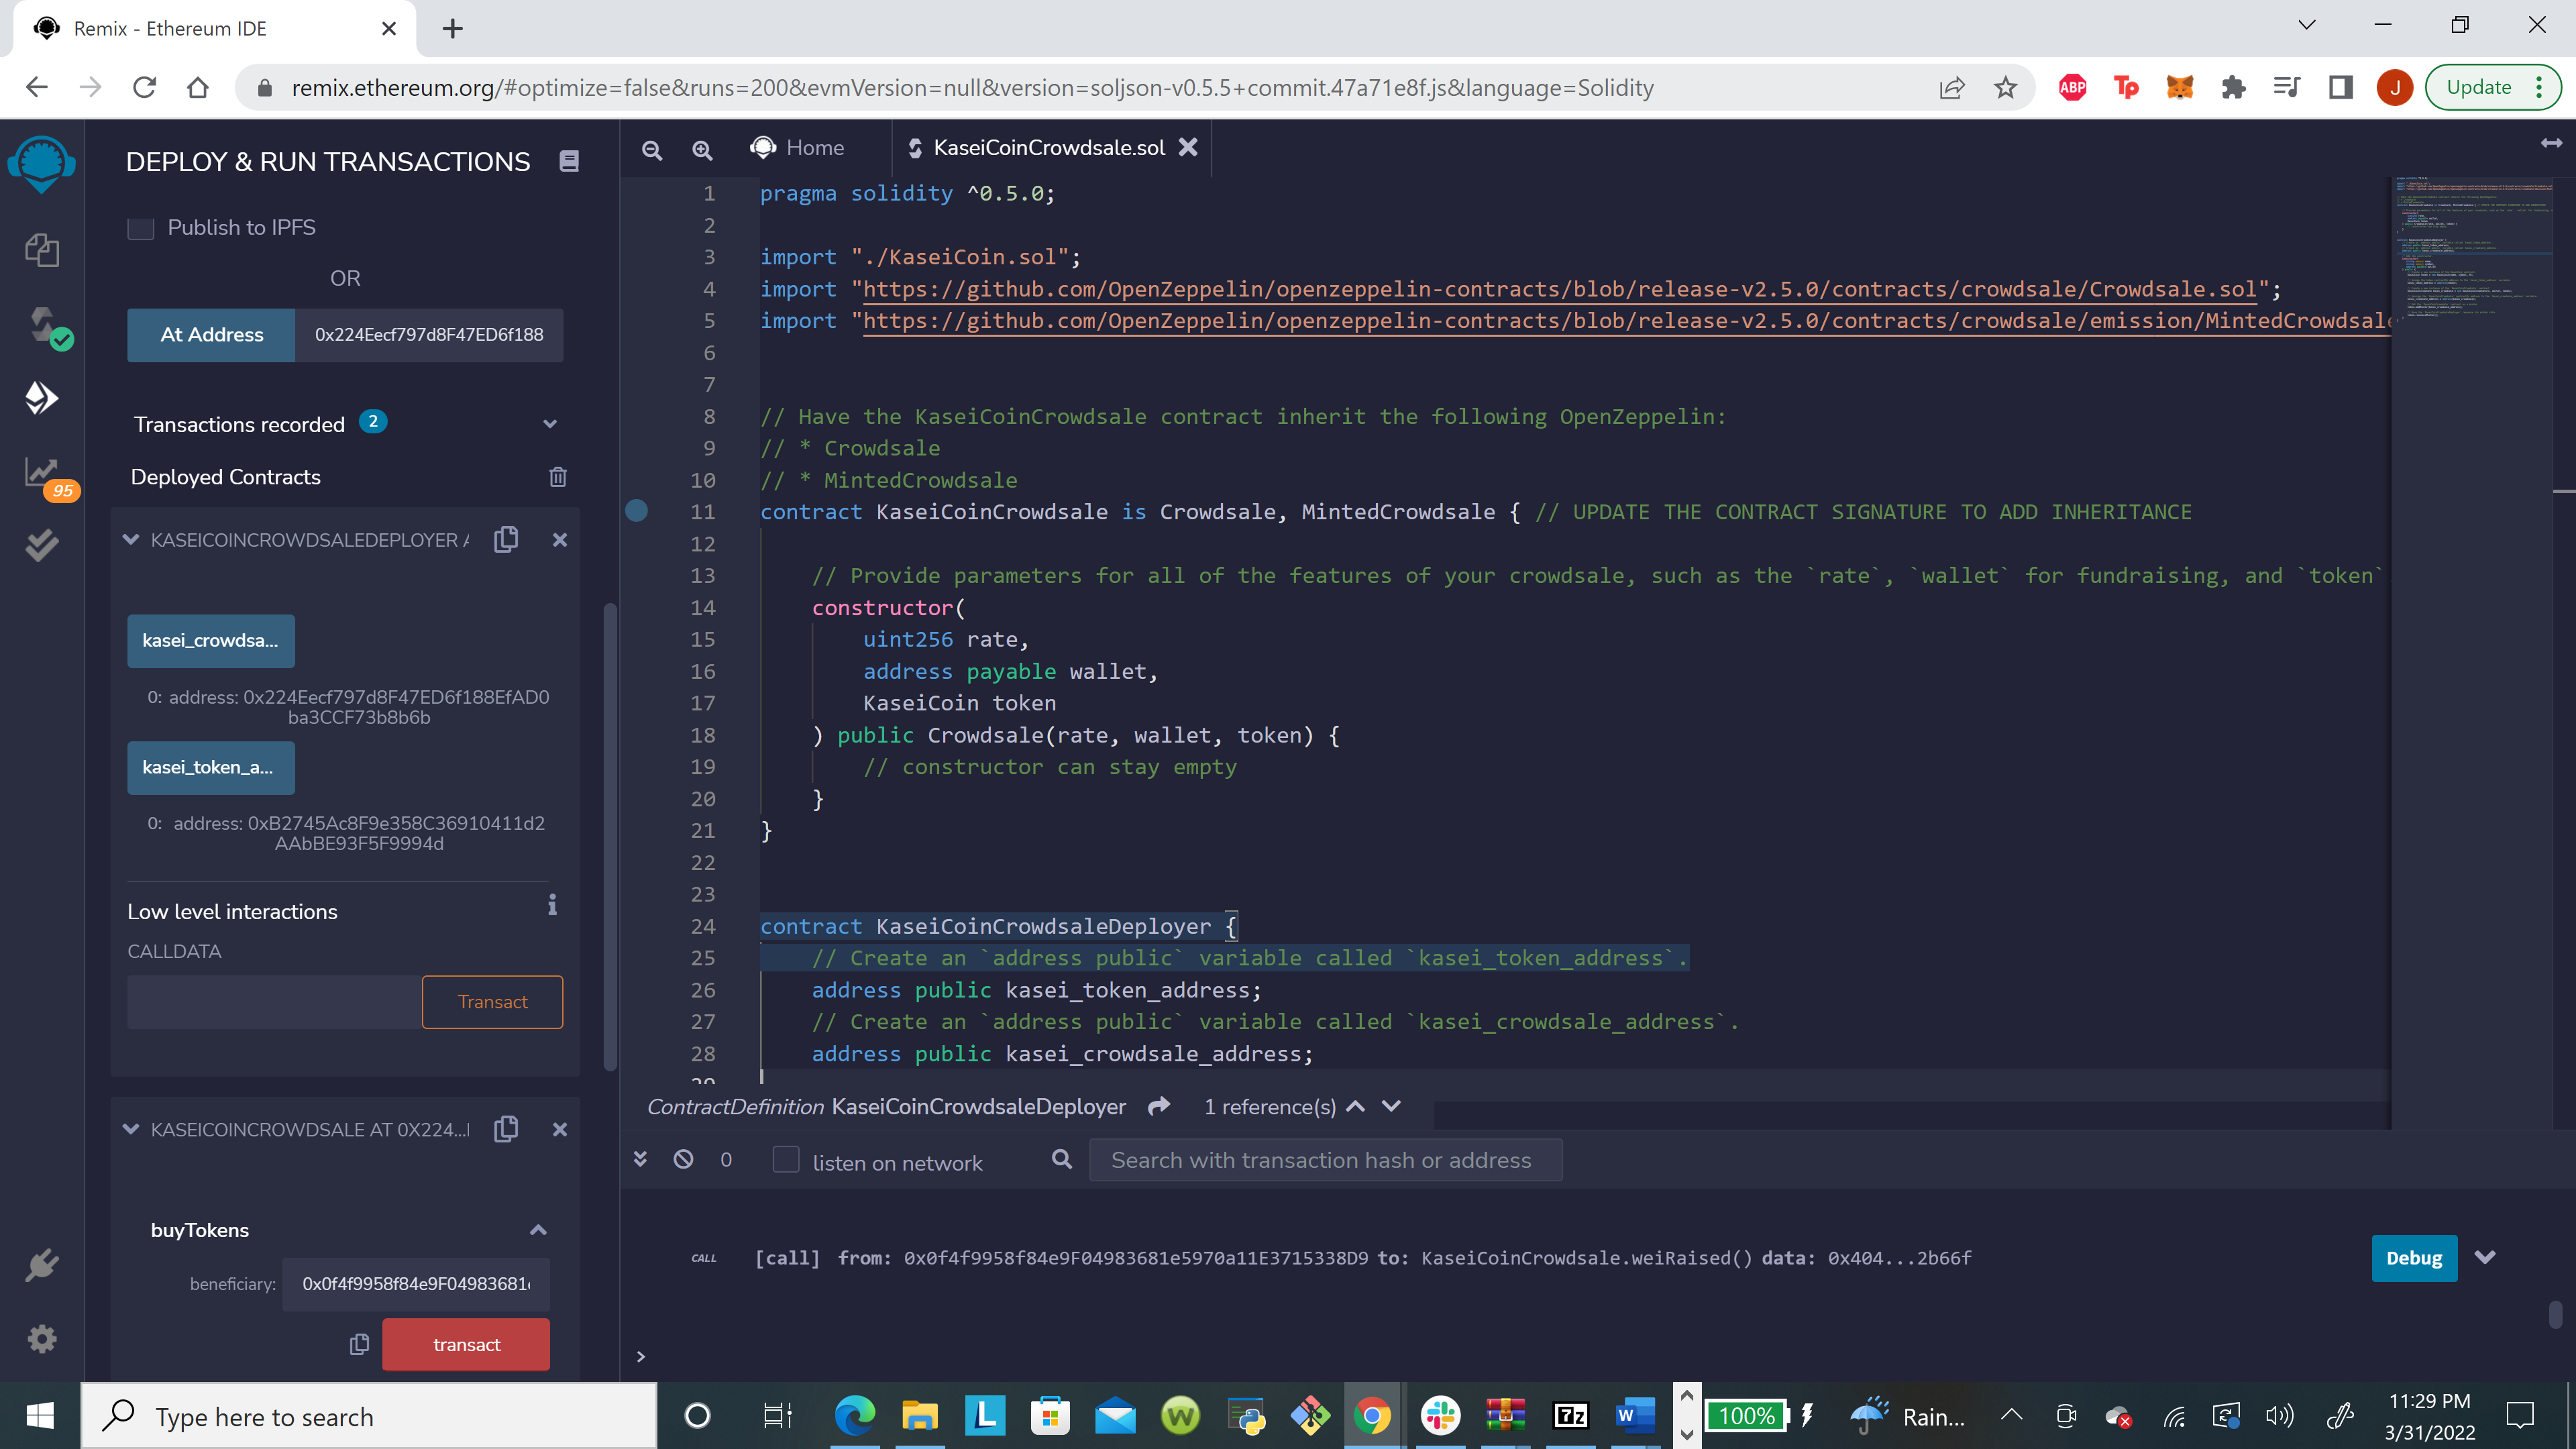 Remix - Ethereum IDE
remix.ethereum.org/#optimize=false&runs=200&evmVersion=null&version=soljson-v0.5.5+commit.47a71e8f.js&language=Solidity
ABP
Tp
J
Update
DEPLOY & RUN TRANSACTIONS
Publish to IPFS
OR
At Address
0x224Eecf797d8F47ED6f188
Transactions recorded 2
Deployed Contracts
95
KASEICOINCROWDSALEDEPLOYER
kasei_crowdsa...
0: address: 0x224Eecf797d8F47ED6f188EfAD0
ba3CCF73b8b6b
kasei_token_a...
0: address: 0xB2745Ac8F9e358C36910411d2
AAbBE93F5F9994d
Low level interactions
i
CALLDATA
Transact
KASEICOINCROWDSALE AT 0X224...
buyTokens
beneficiary: 0x0f4f9958f84e9F04983681
transact
Home
KaseiCoinCrowdsale.sol
1 pragma solidity ^0.5.0;
2
3 import "./KaseiCoin.sol";
4 import "https://github.com/OpenZeppelin/openzeppelin-contracts/blob/release-v2.5.0/contracts/crowdsale/Crowdsale.sol";
5 import "https://github.com/OpenZeppelin/openzeppelin-contracts/blob/release-v2.5.0/contracts/crowdsale/emission/MintedCrowdsale
6
7
8 // Have the KaseiCoinCrowdsale contract inherit the following OpenZeppelin:
9 // * Crowdsale
10 // * MintedCrowdsale
11 contract KaseiCoinCrowdsale is Crowdsale, MintedCrowdsale { // UPDATE THE CONTRACT SIGNATURE TO ADD INHERITANCE
12
13 // Provide parameters for all of the features of your crowdsale, such as the `rate`, `wallet` for fundraising, and `token`
14 constructor(
15 uint256 rate,
16 address payable wallet,
17 KaseiCoin token
18 ) public Crowdsale(rate, wallet, token) {
19 // constructor can stay empty
20 }
21 }
22
23
24 contract KaseiCoinCrowdsaleDeployer {
25 // Create an `address public` variable called `kasei_token_address`.
26 address public kasei_token_address;
27 // Create an `address public` variable called `kasei_crowdsale_address`.
28 address public kasei_crowdsale_address;
29
ContractDefinition KaseiCoinCrowdsaleDeployer 1 reference(s)
0 listen on network
Search with transaction hash or address
CALL [call] from: 0x0f4f9958f84e9F04983681e5970a11E3715338D9 to: KaseiCoinCrowdsale.weiRaised() data: 0x404...2b66f
Debug
>
Type here to search
L
W
7z
W
100%
Rain...
11:29 PM
3/31/2022